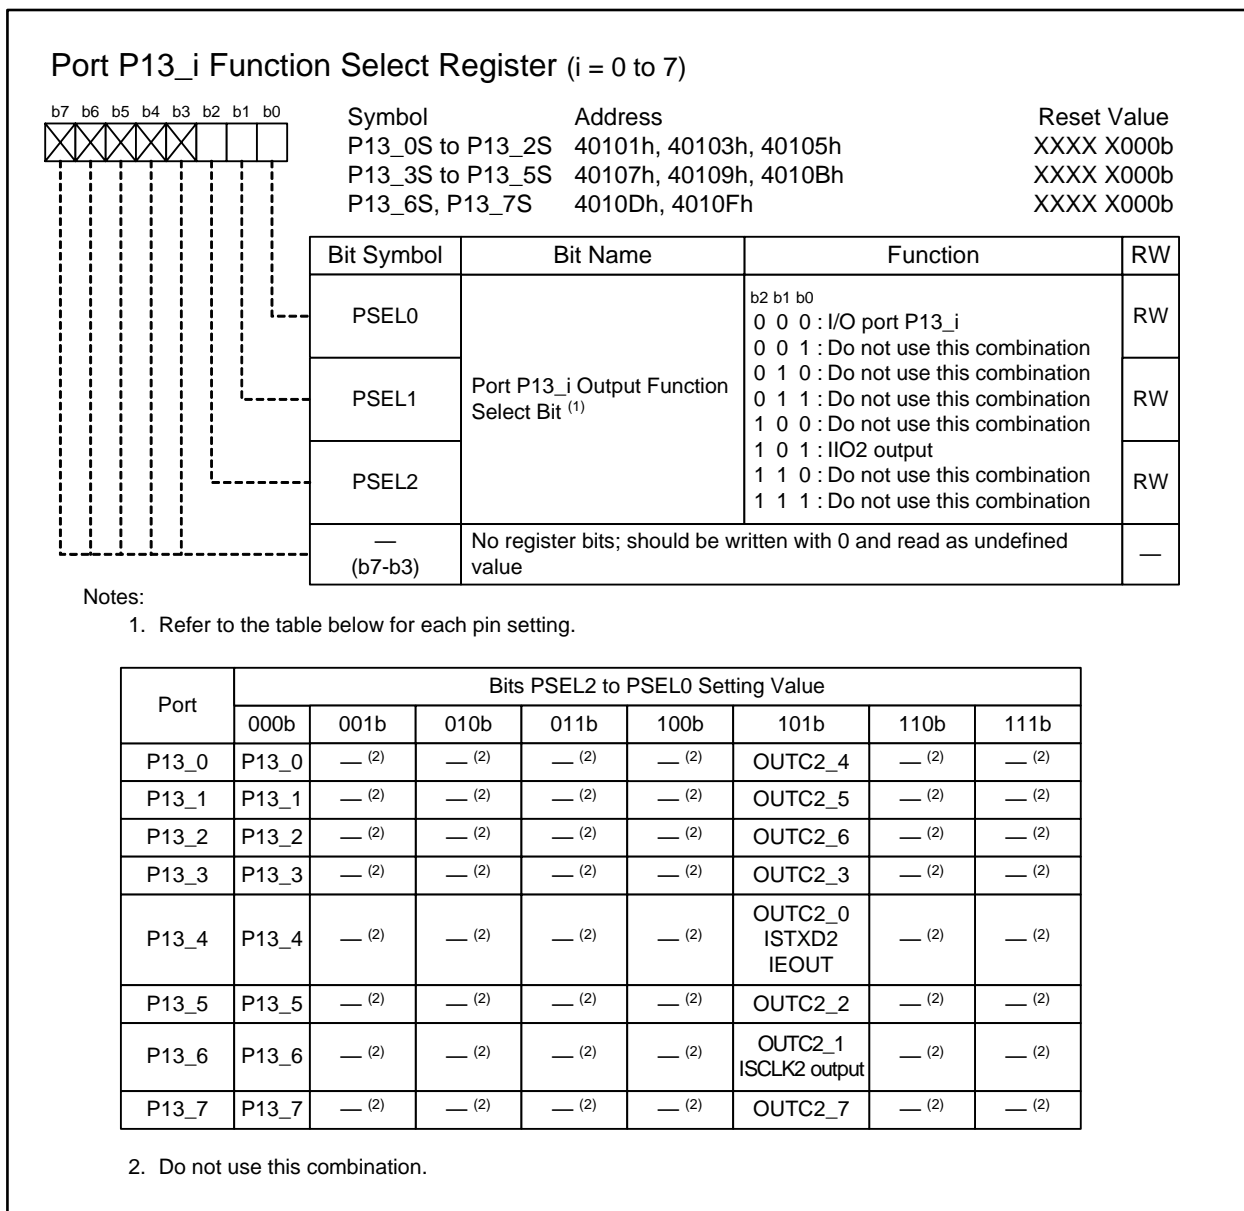 Port P13_i Function Select Register (i = 0 to 7)
b7 b6 b5 b4 b3 b2 b1 b0
Symbol Address Reset Value
P13_0S to P13_2S 40101h, 40103h, 40105h XXXX X000b
P13_3S to P13_5S 40107h, 40109h, 4010Bh XXXX X000b
P13_6S, P13_7S 4010Dh, 4010Fh XXXX X000b
Bit Symbol Bit Name Function RW
PSEL0
PSEL1
PSEL2
Port P13_i Output Function
Select Bit (1)
b2 b1 b0
0 0 0 : I/O port P13_i
0 0 1 : Do not use this combination
0 1 0 : Do not use this combination
0 1 1 : Do not use this combination
1 0 0 : Do not use this combination
1 0 1 : IIO2 output
1 1 0 : Do not use this combination
1 1 1 : Do not use this combination
RW
RW
RW
—
(b7-b3)
No register bits; should be written with 0 and read as undefined
value
—
Notes:
1. Refer to the table below for each pin setting.
Port Bits PSEL2 to PSEL0 Setting Value
000b 001b 010b 011b 100b 101b 110b 111b
P13_0 P13_0 — (2) — (2) — (2) — (2) OUTC2_4 — (2) — (2)
P13_1 P13_1 — (2) — (2) — (2) — (2) OUTC2_5 — (2) — (2)
P13_2 P13_2 — (2) — (2) — (2) — (2) OUTC2_6 — (2) — (2)
P13_3 P13_3 — (2) — (2) — (2) — (2) OUTC2_3 — (2) — (2)
P13_4 P13_4 — (2) — (2) — (2) — (2) OUTC2_0
ISTXD2
IEOUT — (2) — (2)
P13_5 P13_5 — (2) — (2) — (2) — (2) OUTC2_2 — (2) — (2)
P13_6 P13_6 — (2) — (2) — (2) — (2) OUTC2_1
ISCLK2 output — (2) — (2)
P13_7 P13_7 — (2) — (2) — (2) — (2) OUTC2_7 — (2) — (2)
2. Do not use this combination.